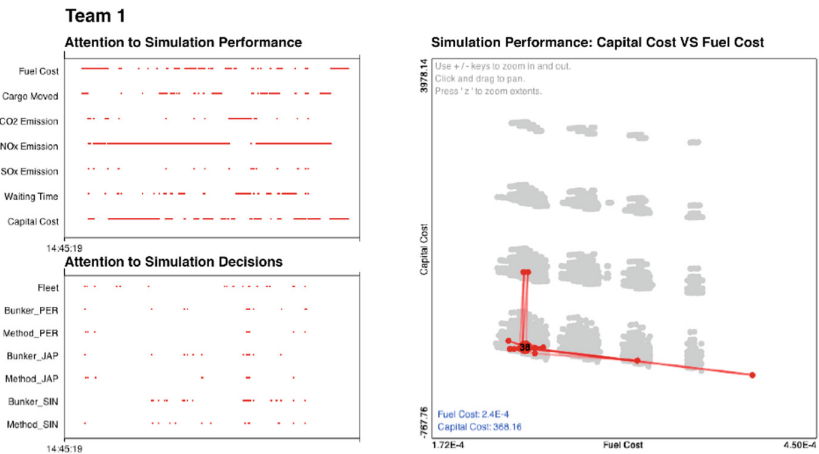 Team 1
Attention to Simulation Performance
Fuel Cost
Cargo Moved
CO2 Emission
NOx Emission
SOx Emission
Waiting Time
Capital Cost
14:45:19
Attention to Simulation Decisions
Fleet
Bunker_PER
Method_PER
Bunker_JAP
Method_JAP
Bunker_SIN
Method_SIN
14:45:19
Simulation Performance: Capital Cost VS Fuel Cost
3978.14
Use + / - keys to zoom in and out.
Click and drag to pan.
Press ' z ' to zoom extents.
Capital Cost
38
Fuel Cost: 2.4E-4
Capital Cost: 368.16
-767.76
1.72E-4
Fuel Cost
4.50E-4